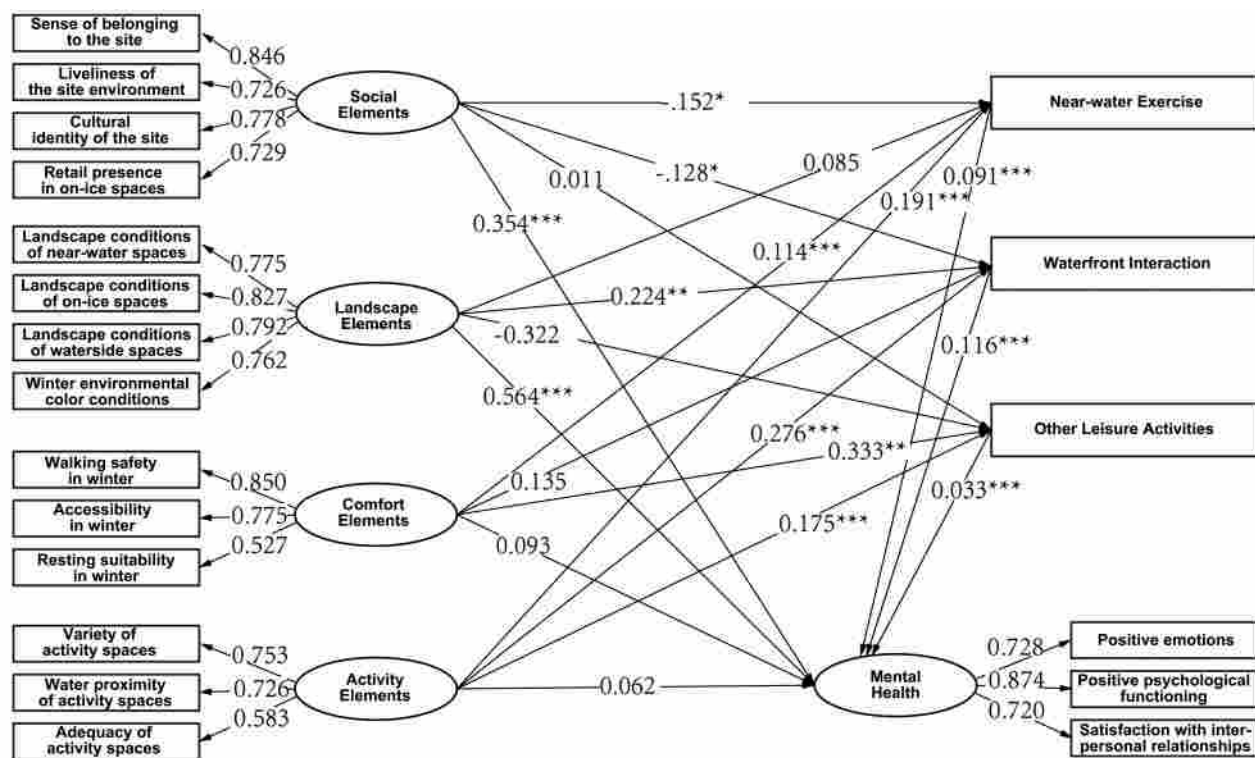 Sense of belonging
to the site
Liveliness of
the site environment
Cultural
identity of the site
Retail presence
in on-ice spaces
0.846
0.726
0.778
0.729
Social
Elements
Landscape conditions
of near-water spaces
Landscape conditions
of on-ice spaces
Landscape conditions
of waterside spaces
Winter environmental
color conditions
0.775
0.827
0.792
0.762
Landscape
Elements
Walking safety
in winter
Accessibility
in winter
Resting suitability
in winter
0.850
0.775
0.527
Comfort
Elements
Variety of
activity spaces
Water proximity
of activity spaces
Adequacy of
activity spaces
0.753
0.726
0.583
Activity
Elements
-.152*
0.085
-.128*
0.011
0.091***
0.191***
0.354***
0.114***
0.224**
-0.322
0.116***
0.564***
0.276***
0.333**
0.135
0.033***
0.175***
0.093
0.062
Near-water Exercise
Waterfront Interaction
Other Leisure Activities
Mental
Health
0.728
0.874
0.720
Positive emotions
Positive psychological
functioning
Satisfaction with inter-
personal relationships